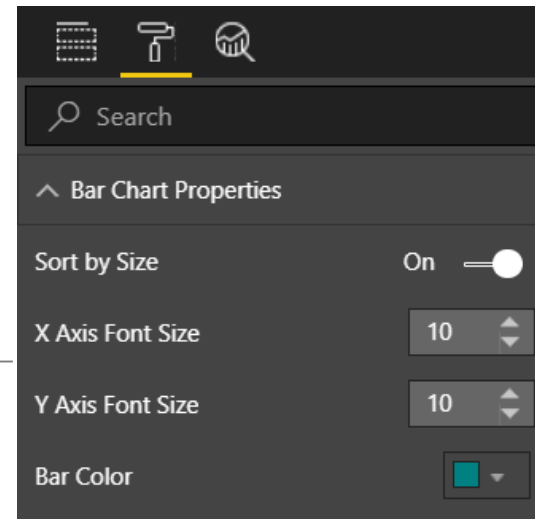 Search
Bar Chart Properties
Sort by Size On
X Axis Font Size 10
Y Axis Font Size 10
Bar Color